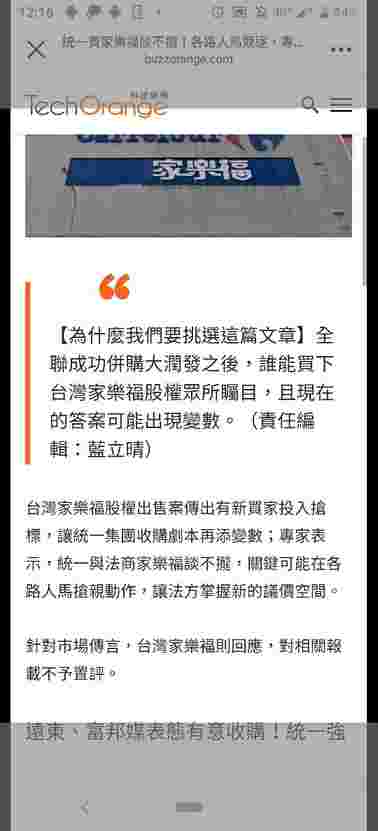 12:16
統一買家樂福談不攏！各路人馬競逐，專...
buzzorange.com
TechOrange
科技報橘
Carrefour
家樂福
【為什麼我們要挑選這篇文章】全
聯成功併購大潤發之後，誰能買下
台灣家樂福股權眾所矚目，且現在
的答案可能出現變數。（責任編
輯：藍立晴）
台灣家樂福股權出售案傳出有新買家投入搶
標，讓統一集團收購劇本再添變數；專家表
示，統一與法商家樂福談不攏，關鍵可能在各
路人馬搶親動作，讓法方掌握新的議價空間。
針對市場傳言，台灣家樂福則回應，對相關報
載不予置評。
遠東、富邦媒表態有意收購！統一強